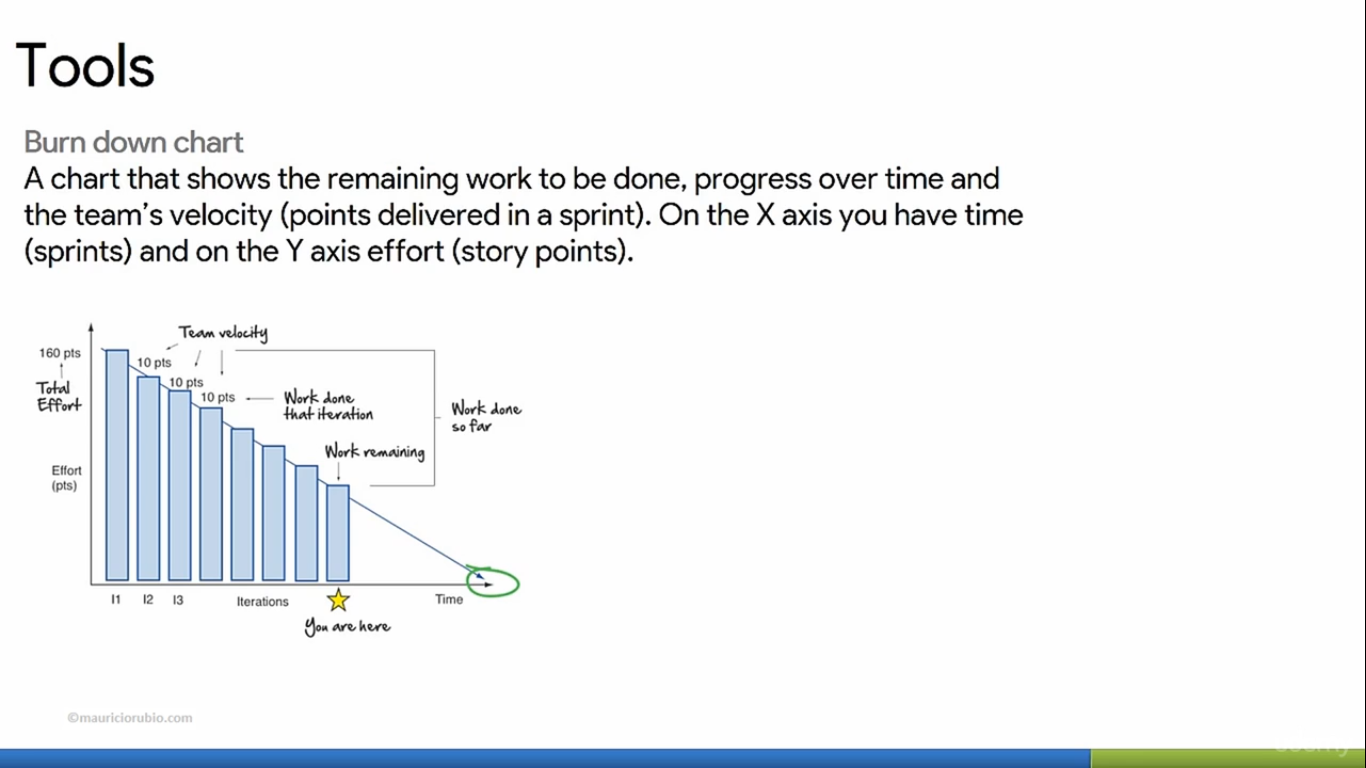 Tools
Burn down chart
A chart that shows the remaining work to be done, progress over time and
the team's velocity (points delivered in a sprint). On the X axis you have time
(sprints) and on the Y axis effort (story points).
Team velocity
160 pts
10 pts
10 pts
10 pts
Total
Effort
Work done
that iteration
Work done
so far
Work remaining
Effort
(pts)
I1
I2
I3
Iterations
Time
You are here
©mauriciorubio.com